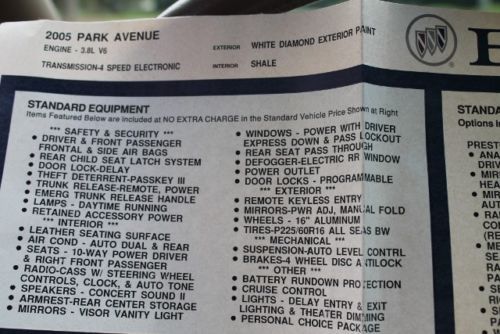 2005 PARK AVENUE
ENGINE - 3.8L V6
TRANSMISSION-4 SPEED ELECTRONIC
EXTERIOR WHITE DIAMOND EXTERIOR PAINT
INTERIOR SHALE
STANDARD EQUIPMENT
Items Featured Below are included at NO EXTRA CHARGE in the Standard Vehicle Price Shown at Right
*** SAFETY & SECURITY ***
• DRIVER & FRONT PASSENGER
FRONTAL & SIDE AIR BAGS
• REAR CHILD SEAT LATCH SYSTEM
• DOOR LOCK-DELAY
• THEFT DETERRENT-PASSKEY III
• TRUNK RELEASE-REMOTE, POWER
• EMERG TRUNK RELEASE HANDLE
• LAMPS - DAYTIME RUNNING
• RETAINED ACCESSORY POWER
*** INTERIOR ***
• LEATHER SEATING SURFACE
• AIR COND - AUTO DUAL & REAR
• SEATS - 10-WAY POWER DRIVER
& RIGHT FRONT PASSENGER
• RADIO-CASS W/ STEERING WHEEL
CONTROLS, CLOCK, & AUTO TONE
• SPEAKERS - CONCERT SOUND II
• ARMREST-REAR CENTER STORAGE
• MIRRORS - VISOR VANITY LIGHT
• WINDOWS - POWER WITH DRIVER
EXPRESS DOWN & PASS LOCKOUT
• REAR SEAT PASS THROUGH
• DEFOGGER-ELECTRIC RR WINDOW
• POWER OUTLET
• DOOR LOCKS - PROGRAMMABLE
*** EXTERIOR ***
• REMOTE KEYLESS ENTRY
• MIRRORS-PWR ADJ, MANUAL FOLD
• WHEELS - 16" ALUMINUM
• TIRES-P225/60R16 ALL SEAS BW
*** MECHANICAL ***
• SUSPENSION-AUTO LEVEL CONTRL
• BRAKES-4 WHEEL DISC ANTILOCK
*** OTHER ***
• BATTERY RUNDOWN PROTECTION
• CRUISE CONTROL
• LIGHTS - DELAY ENTRY & EXIT
LIGHTING & THEATER DIMMING
• PERSONAL CHOICE PACKAGE
STANDA
Options I
PREST